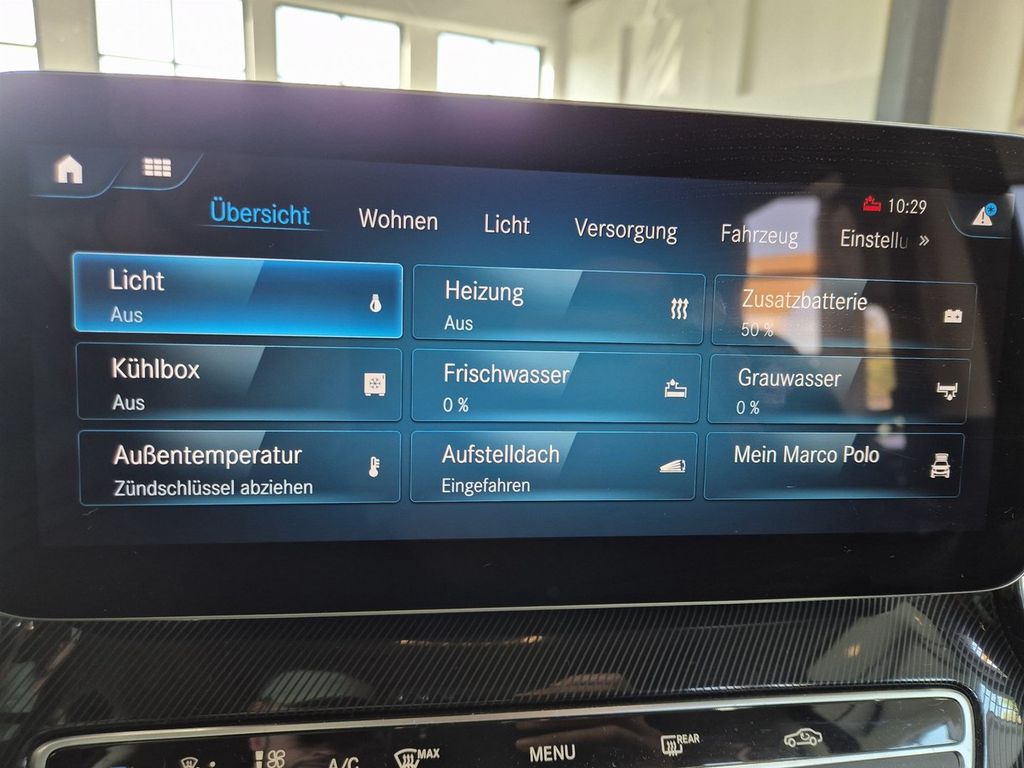 10:29
Übersicht Wohnen Licht Versorgung Fahrzeug Einstellu »
Licht
Aus
Heizung
Aus
Zusatzbatterie
50 %
Kühlbox
Aus
Frischwasser
0 %
Grauwasser
0 %
Außentemperatur
Zündschlüssel abziehen
Aufstelldach
Eingefahren
Mein Marco Polo
A/C MAX MENU REAR